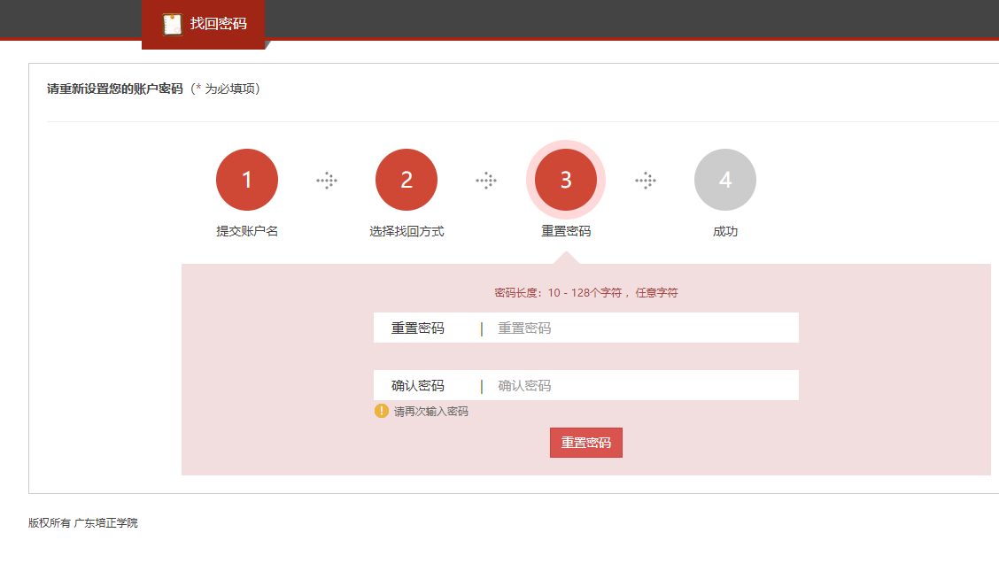 找回密码
请重新设置您的账户密码（* 为必填项）
1
2
3
4
提交账户名
选择找回方式
重置密码
成功
密码长度：10 - 128个字符 ，任意字符
重置密码 | 重置密码
确认密码 | 确认密码
! 请再次输入密码
重置密码
版权所有 广东培正学院